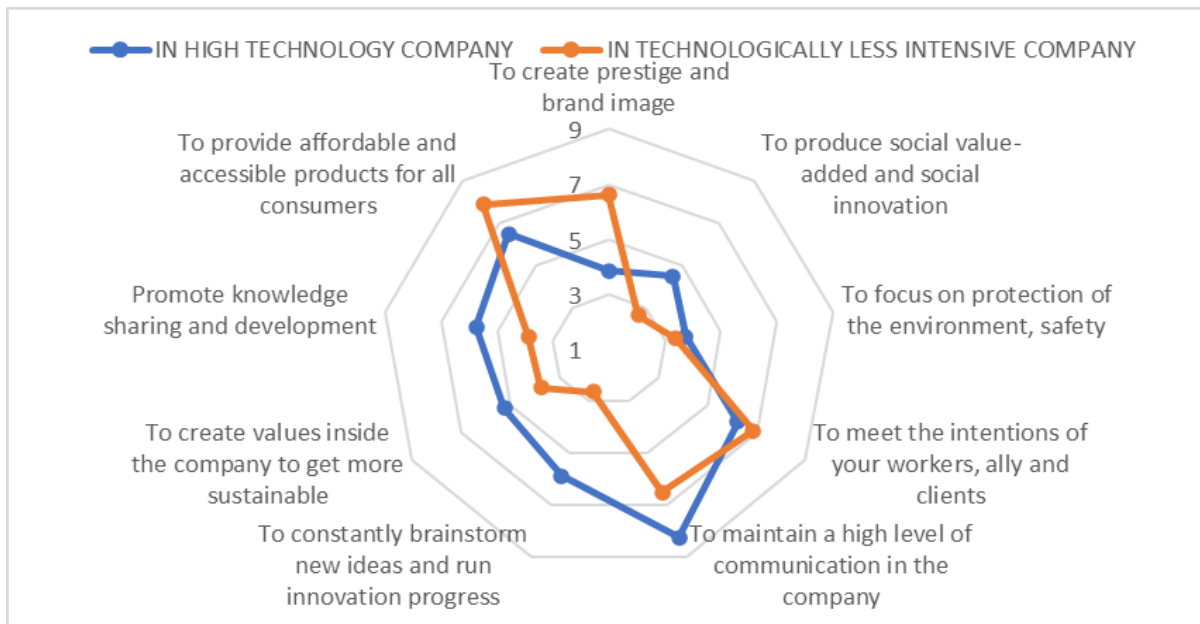 IN HIGH TECHNOLOGY COMPANY
IN TECHNOLOGICALLY LESS INTENSIVE COMPANY
To create prestige and
brand image
To produce social value-
added and social
innovation
To focus on protection of
the environment, safety
To meet the intentions of
your workers, ally and
clients
To maintain a high level of
communication in the
company
To constantly brainstorm
new ideas and run
innovation progress
To create values inside
the company to get more
sustainable
Promote knowledge
sharing and development
To provide affordable and
accessible products for all
consumers
9
7
5
3
1